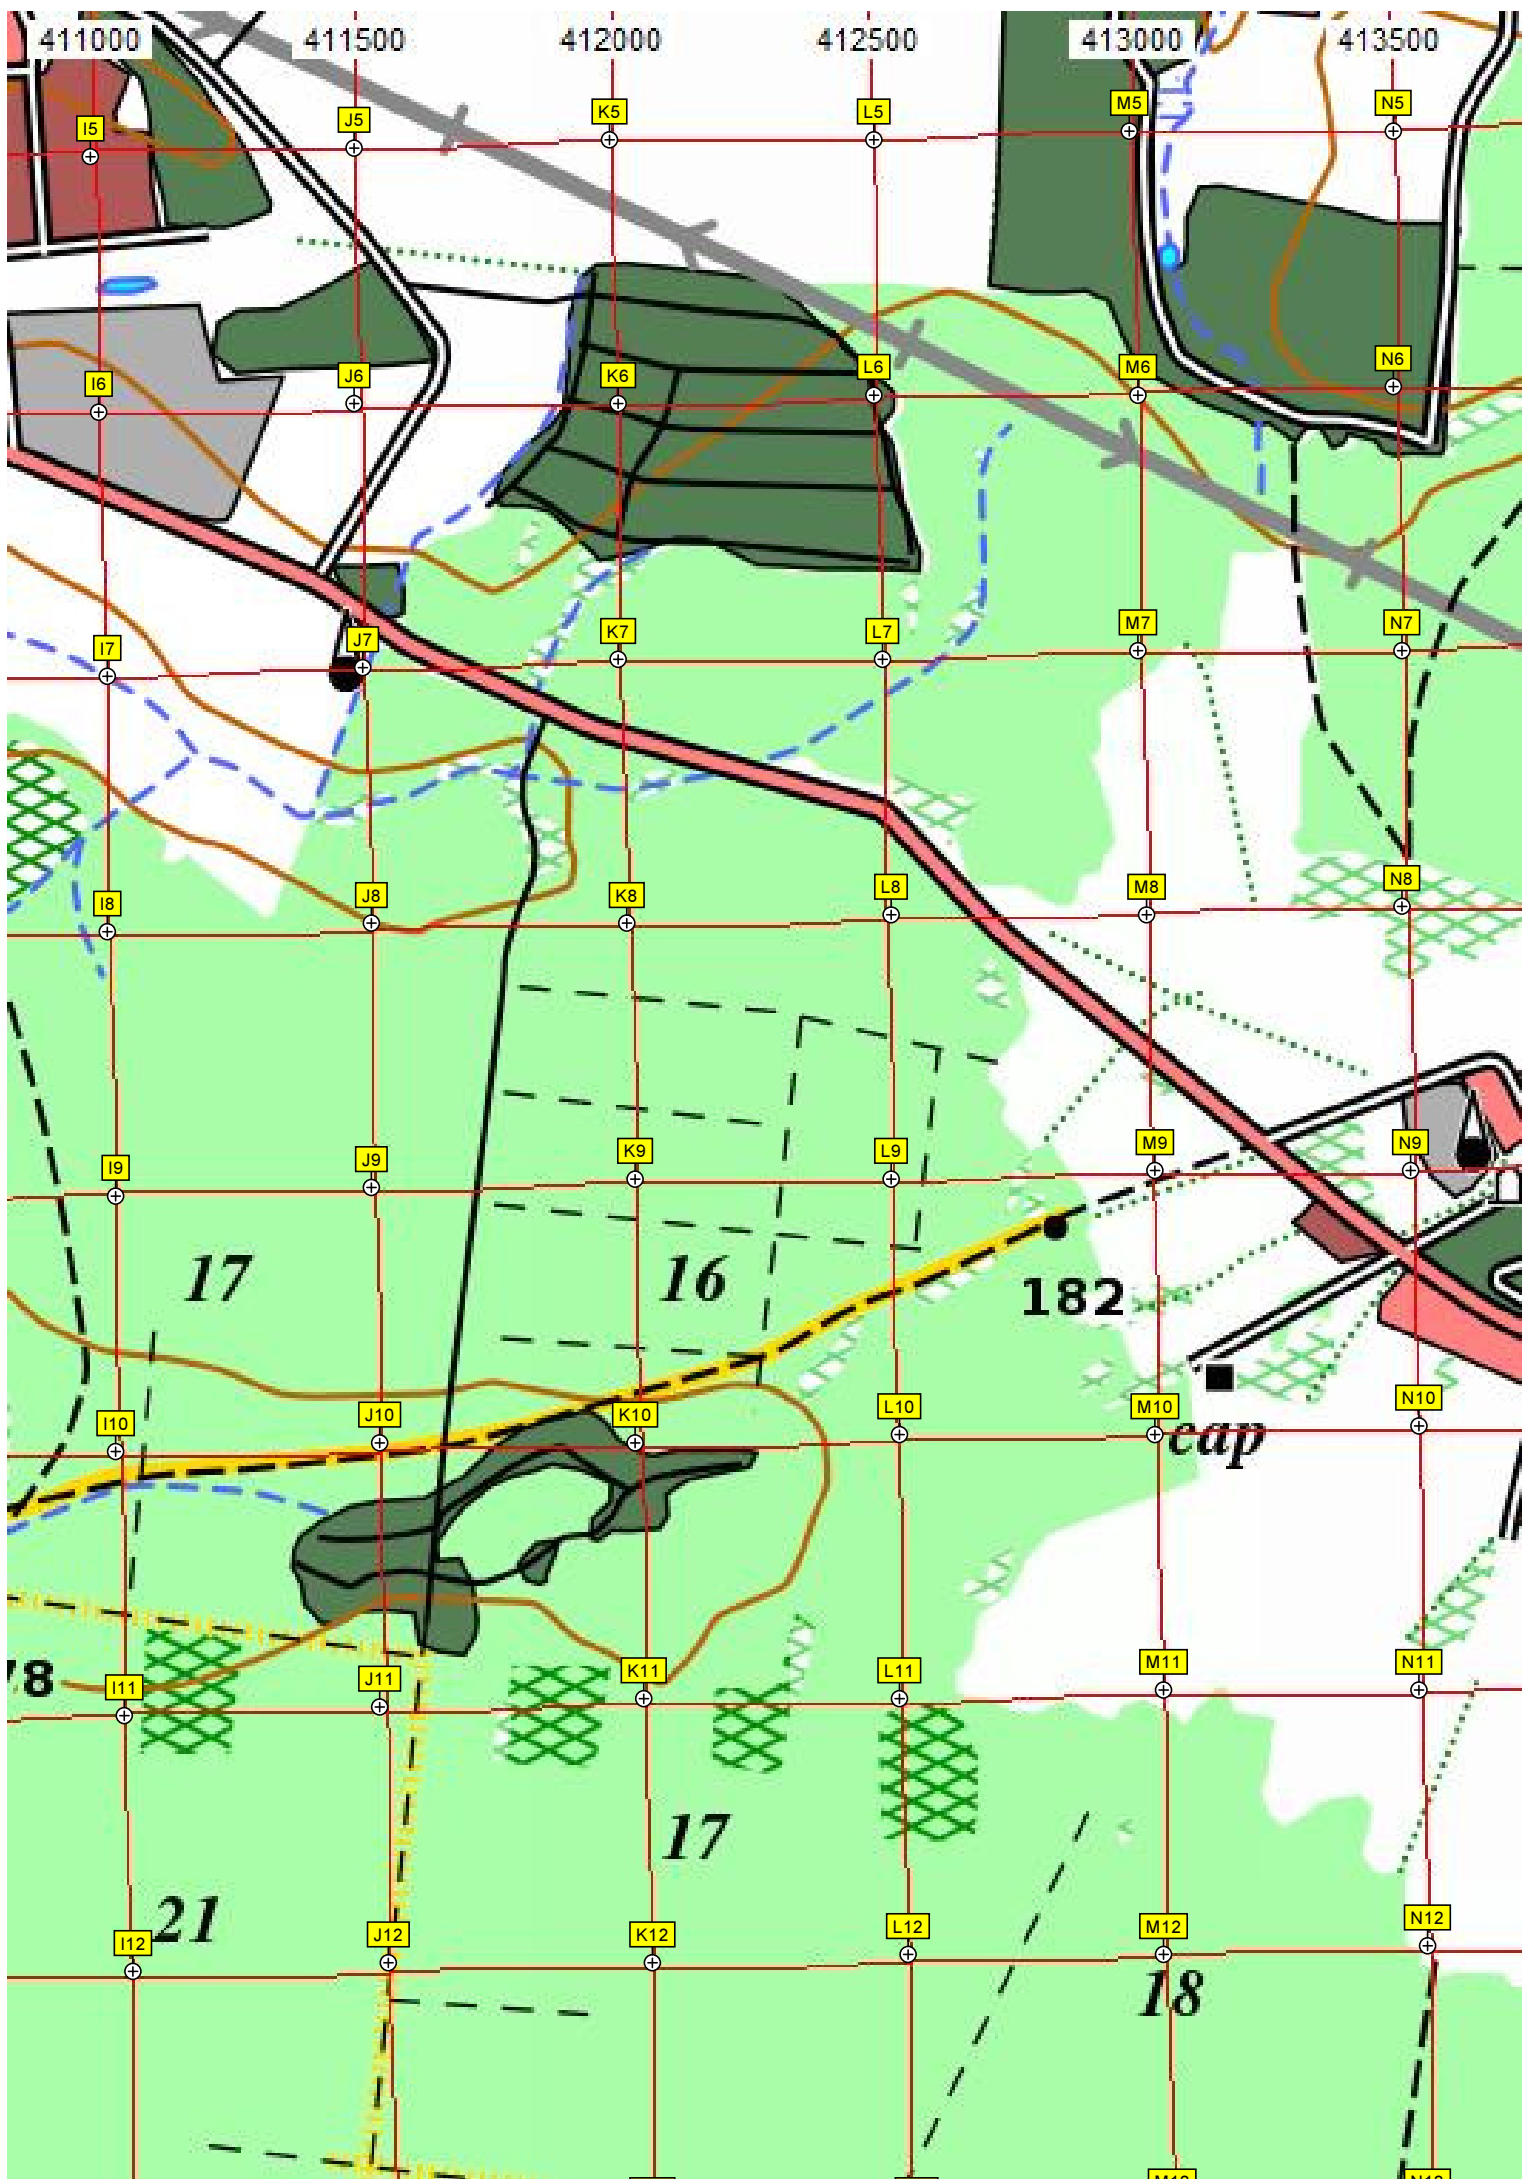 411000 411500 412000 412500 413000 413500
I5 J5 K5 L5 M5 N5
I6 J6 K6 L6 M6 N6
I7 J7 K7 L7 M7 N7
I8 J8 K8 L8 M8 N8
I9 J9 K9 L9 M9 N9
17 16 182
I10 J10 K10 L10 M10 N10
сар
78
I11 J11 K11 L11 M11 N11
17
21
I12 J12 K12 L12 M12 N12
18